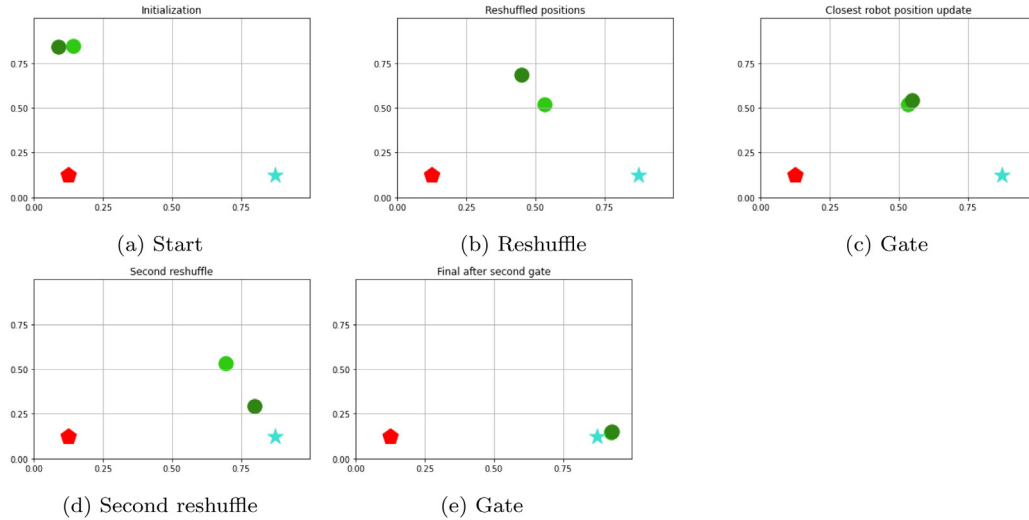 Initialization
0.75
0.50
0.25
0.00
0.00 0.25 0.50 0.75
(a) Start
Reshuffled positions
0.75
0.50
0.25
0.00
0.00 0.25 0.50 0.75
(b) Reshuffle
Closest robot position update
0.75
0.50
0.25
0.00
0.00 0.25 0.50 0.75
(c) Gate
Second reshuffle
0.75
0.50
0.25
0.00
0.00 0.25 0.50 0.75
(d) Second reshuffle
Final after second gate
0.75
0.50
0.25
0.00
0.00 0.25 0.50 0.75
(e) Gate